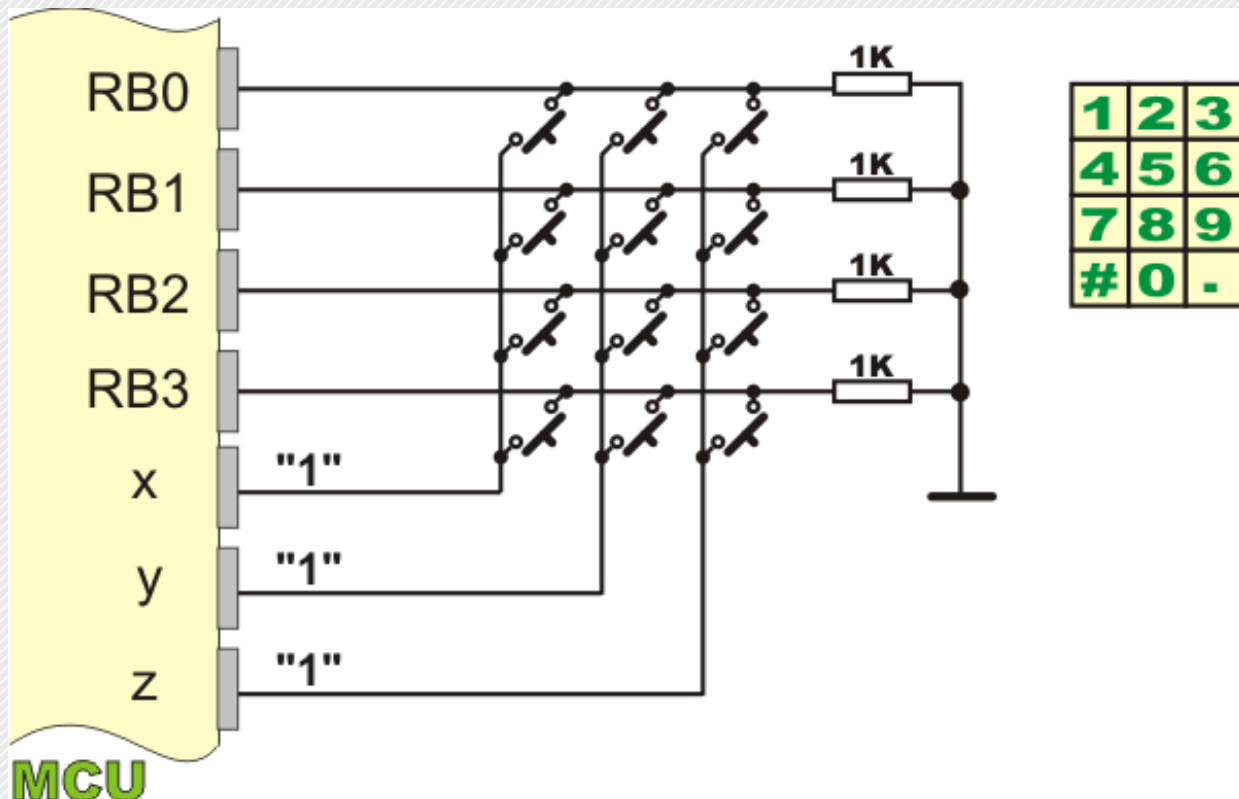 RB0
RB1
RB2
RB3
x
y
z
"1"
"1"
"1"
1K
1K
1K
1K
1 2 3
4 5 6
7 8 9
# 0 .
MCU